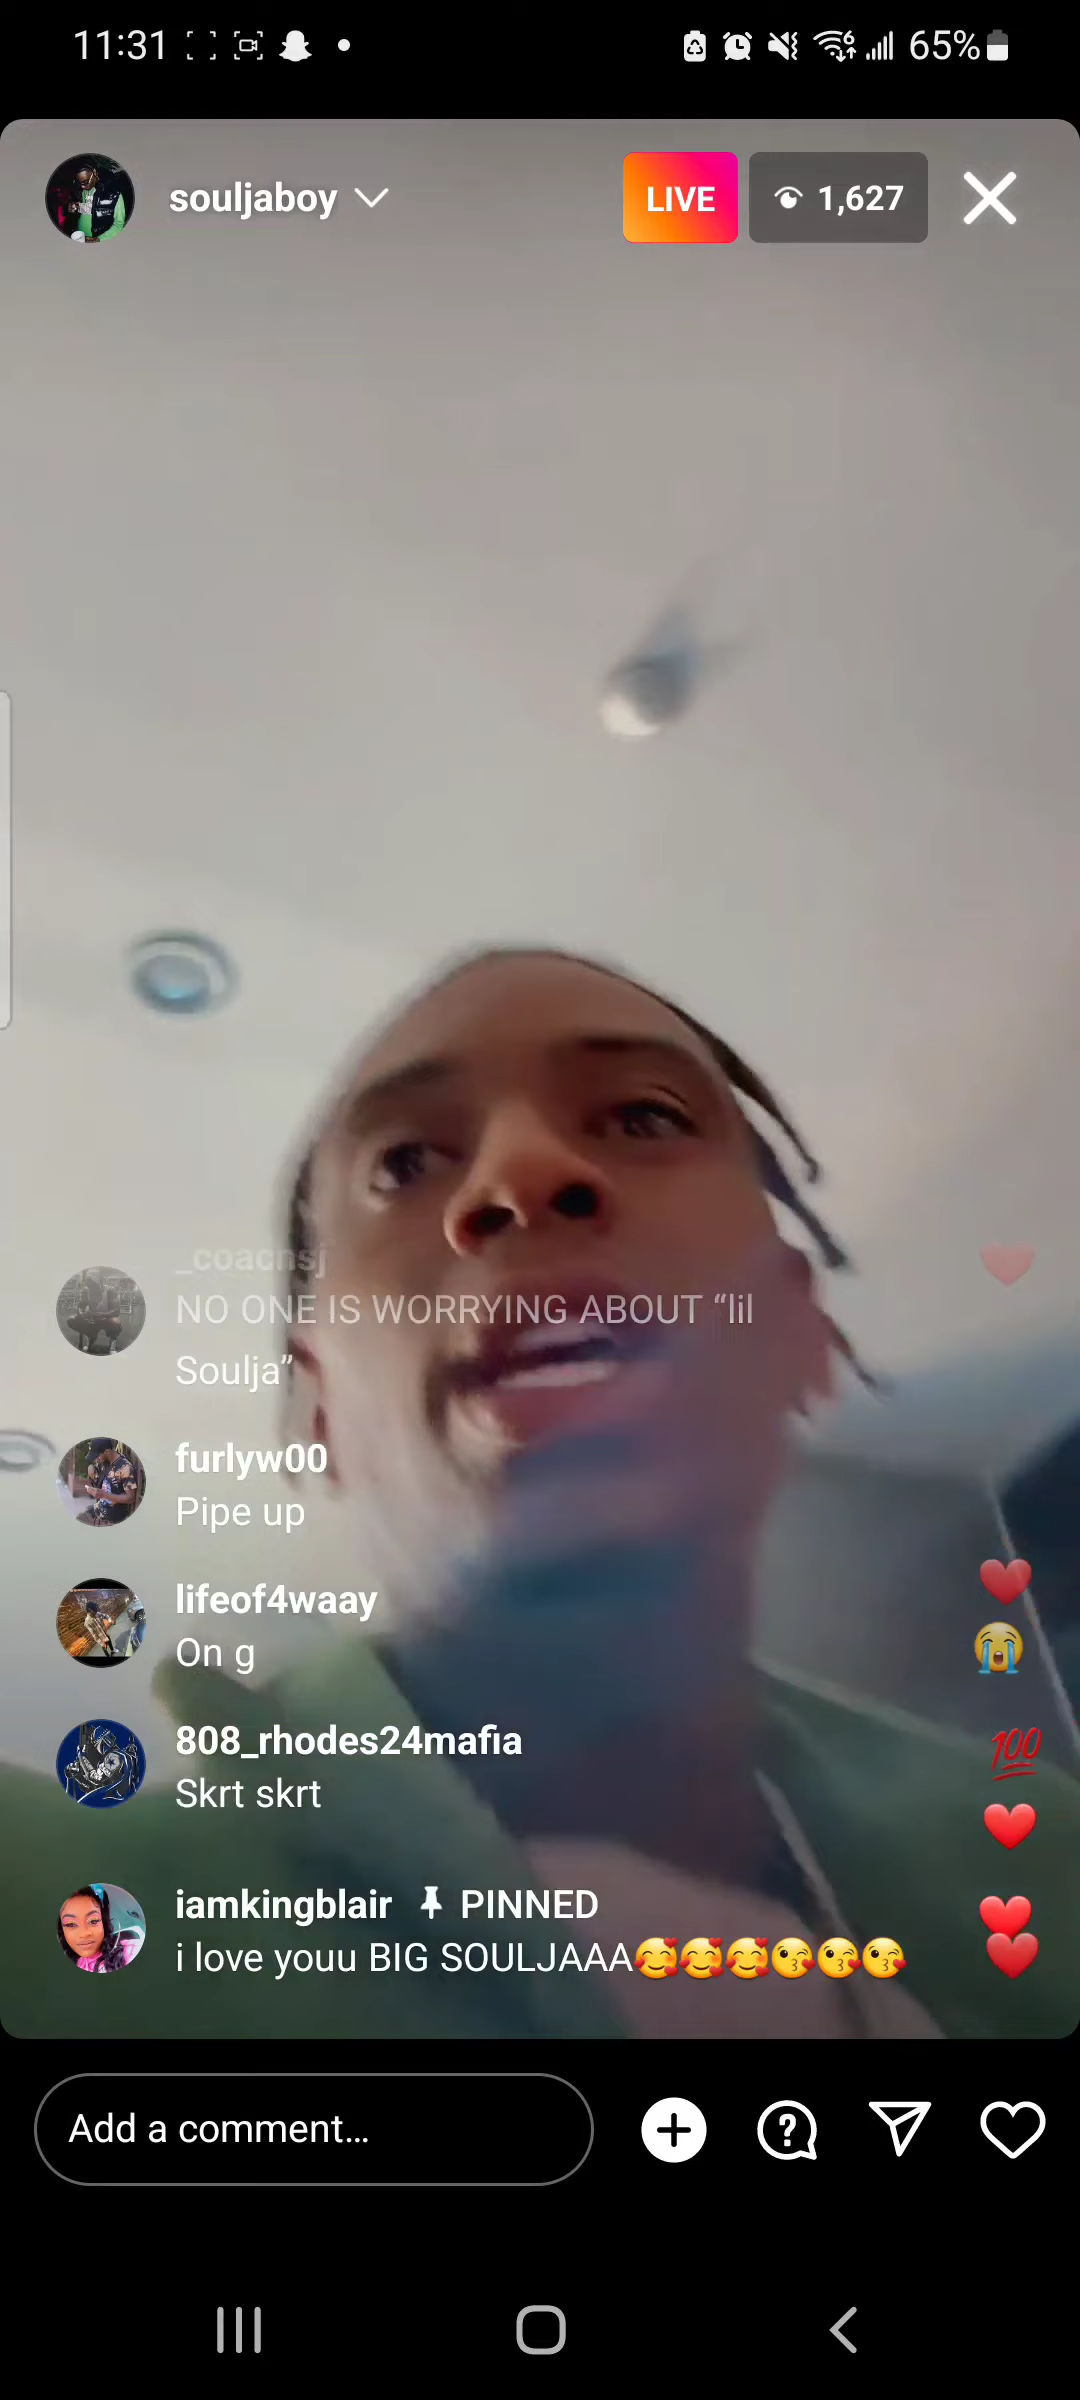 11:31
65%
souljaboy
LIVE
1,627
_coachsj
NO ONE IS WORRYING ABOUT “lil
Soulja”
furlyw00
Pipe up
lifeof4waay
On g
808_rhodes24mafia
Skrt skrt
iamkingblair PINNED
i love youu BIG SOULJAAA🥰🥰🥰😘😘😘
Add a comment...